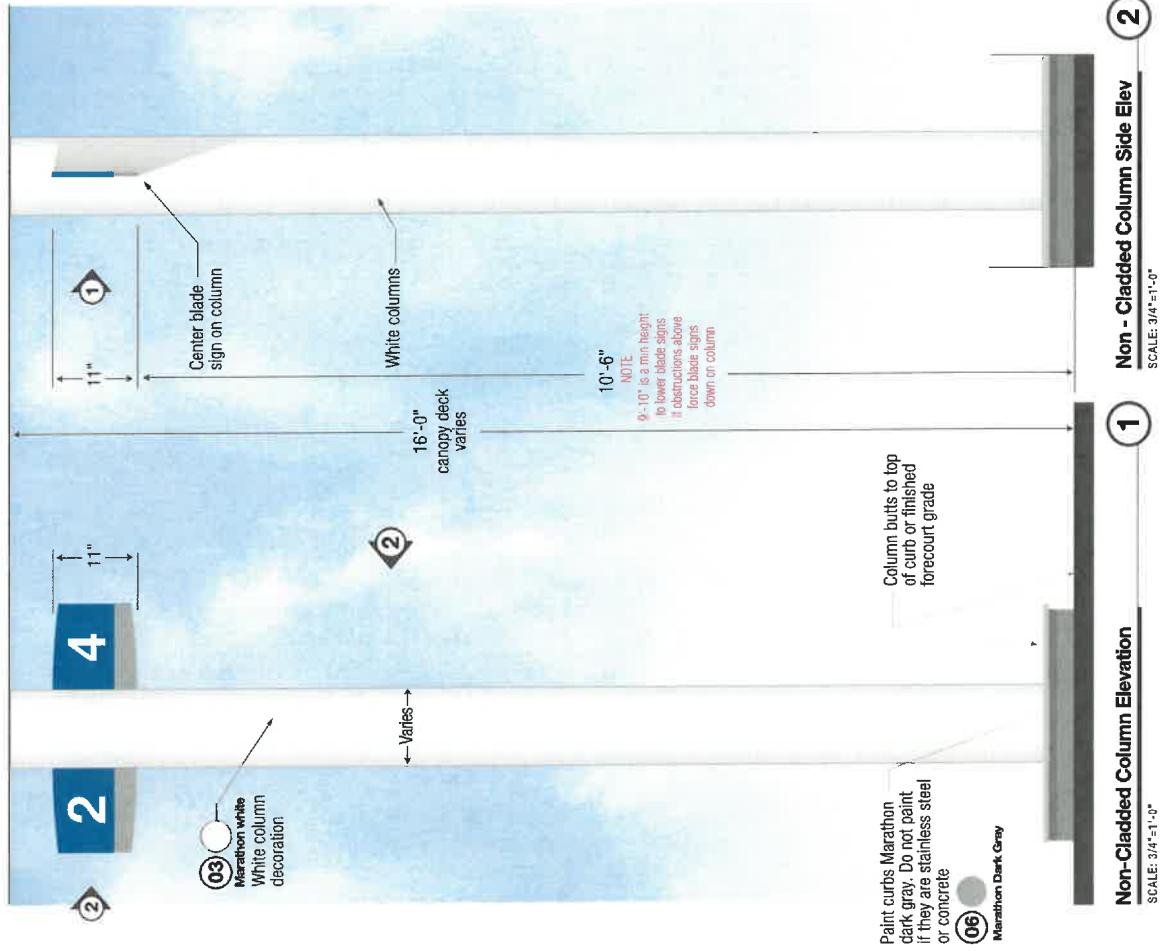 2
4
11"
2
03
Marathon white
White column
decoration
2
Varies
Column butts to top
of curb or finished
forecourt grade
Paint curbs Marathon
dark gray. Do not paint
if they are stainless steel
or concrete
06
Marathon Dark Gray
Non-Cladded Column Elevation
SCALE: 3/4"=1'-0"
1
11"
1
Center blade
sign on column
White columns
16'-0"
canopy deck
varies
10'-6"
NOTE
9'-10" is a min height
to lower blade signs
if obstructions above
force blade signs
down on column
Non - Cladded Column Side Elev
SCALE: 3/4"=1'-0"
2